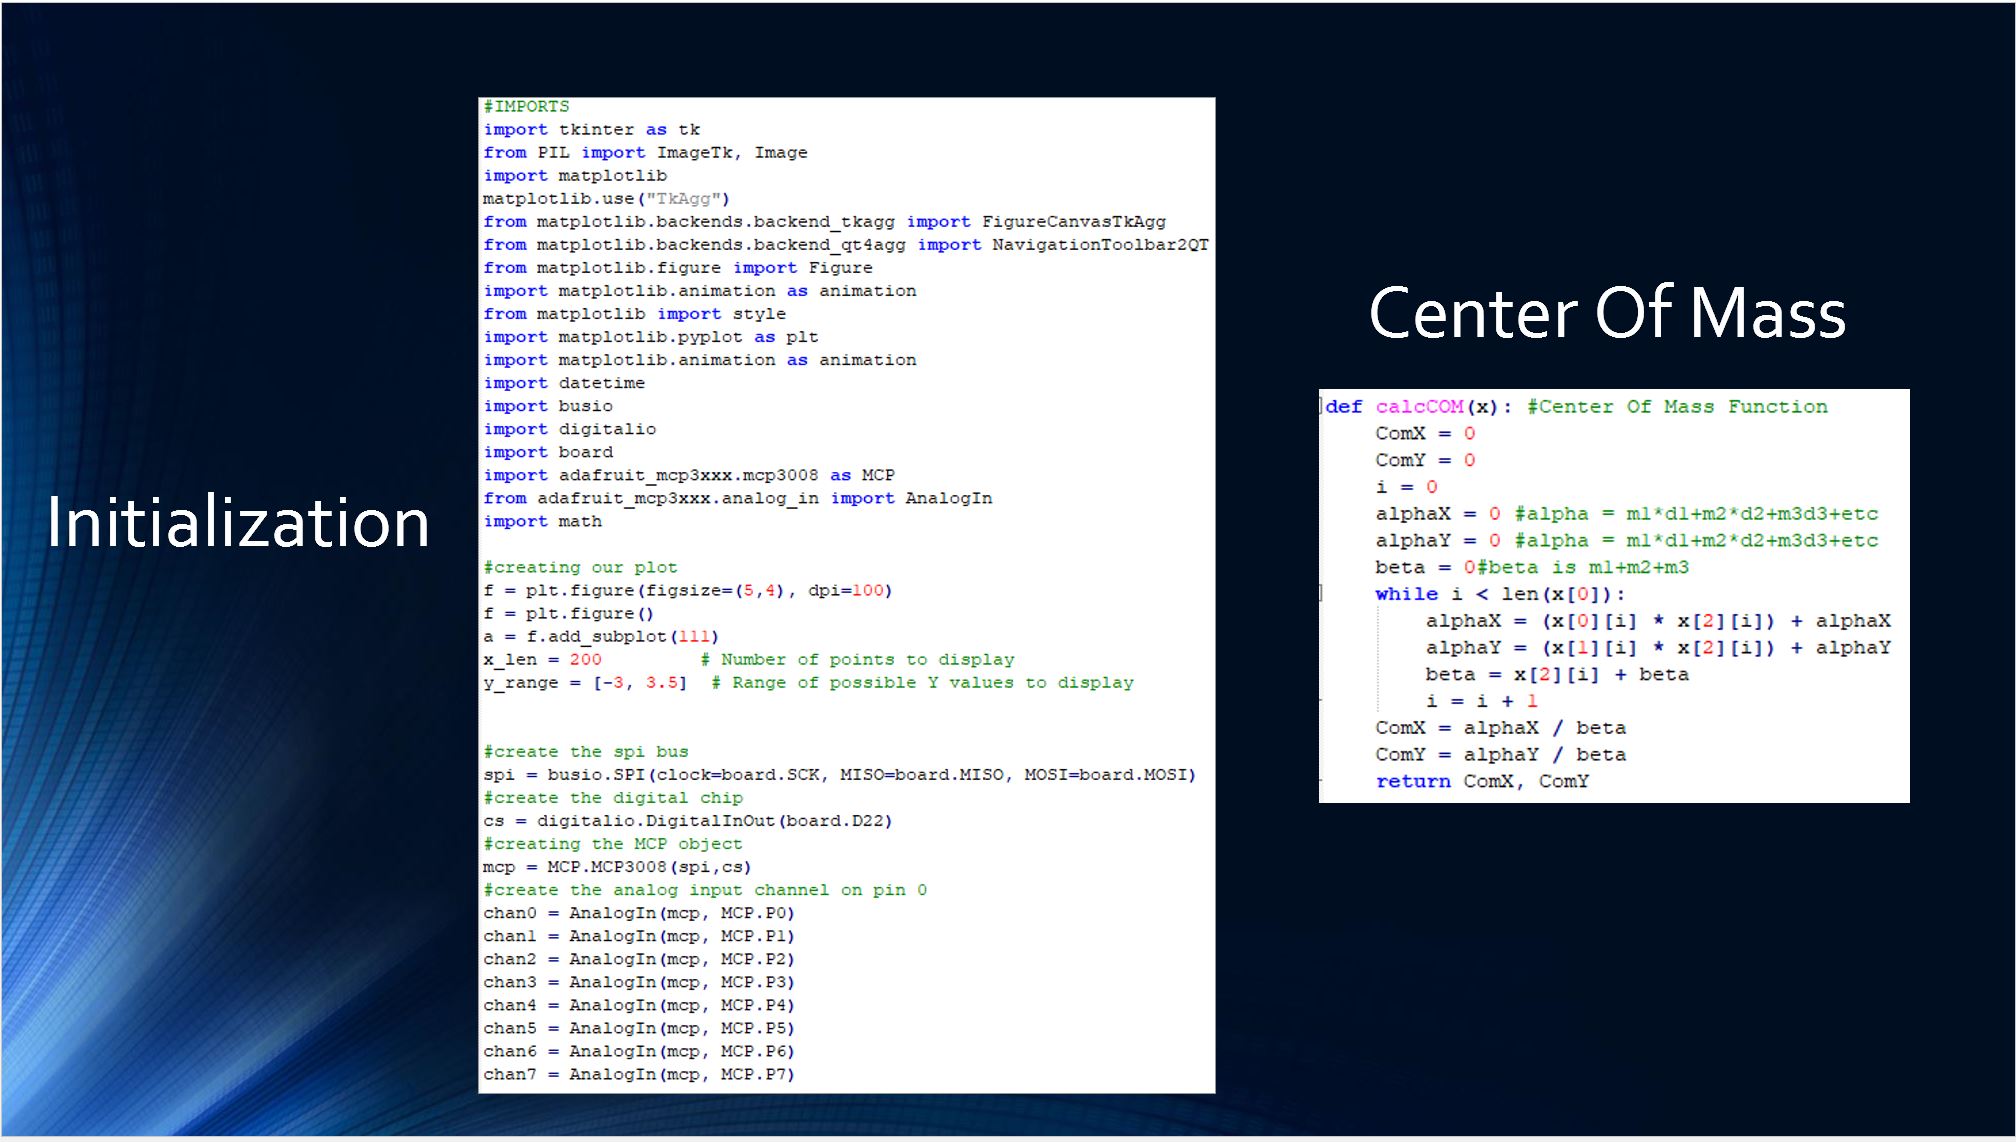 Initialization
#IMPORTS
import tkinter as tk
from PIL import ImageTk, Image
import matplotlib
matplotlib.use("TkAgg")
from matplotlib.backends.backend_tkagg import FigureCanvasTkAgg
from matplotlib.backends.backend_qt4agg import NavigationToolbar2QT
from matplotlib.figure import Figure
import matplotlib.animation as animation
from matplotlib import style
import matplotlib.pyplot as plt
import matplotlib.animation as animation
import datetime
import busio
import digitalio
import board
import adafruit_mcp3xxx.mcp3008 as MCP
from adafruit_mcp3xxx.analog_in import AnalogIn
import math
#creating our plot
f = plt.figure(figsize=(5,4), dpi=100)
f = plt.figure()
a = f.add_subplot(111)
x_len = 200         # Number of points to display
y_range = [-3, 3.5]  # Range of possible Y values to display
#create the spi bus
spi = busio.SPI(clock=board.SCK, MISO=board.MISO, MOSI=board.MOSI)
#create the digital chip
cs = digitalio.DigitalInOut(board.D22)
#creating the MCP object
mcp = MCP.MCP3008(spi,cs)
#create the analog input channel on pin 0
chan0 = AnalogIn(mcp, MCP.P0)
chan1 = AnalogIn(mcp, MCP.P1)
chan2 = AnalogIn(mcp, MCP.P2)
chan3 = AnalogIn(mcp, MCP.P3)
chan4 = AnalogIn(mcp, MCP.P4)
chan5 = AnalogIn(mcp, MCP.P5)
chan6 = AnalogIn(mcp, MCP.P6)
chan7 = AnalogIn(mcp, MCP.P7)
Center Of Mass
def calcCOM(x): #Center Of Mass Function
    ComX = 0
    ComY = 0
    i = 0
    alphaX = 0 #alpha = m1*d1+m2*d2+m3d3+etc
    alphaY = 0 #alpha = m1*d1+m2*d2+m3d3+etc
    beta = 0#beta is m1+m2+m3
    while i < len(x[0]):
        alphaX = (x[0][i] * x[2][i]) + alphaX
        alphaY = (x[1][i] * x[2][i]) + alphaY
        beta = x[2][i] + beta
        i = i + 1
    ComX = alphaX / beta
    ComY = alphaY / beta
    return ComX, ComY